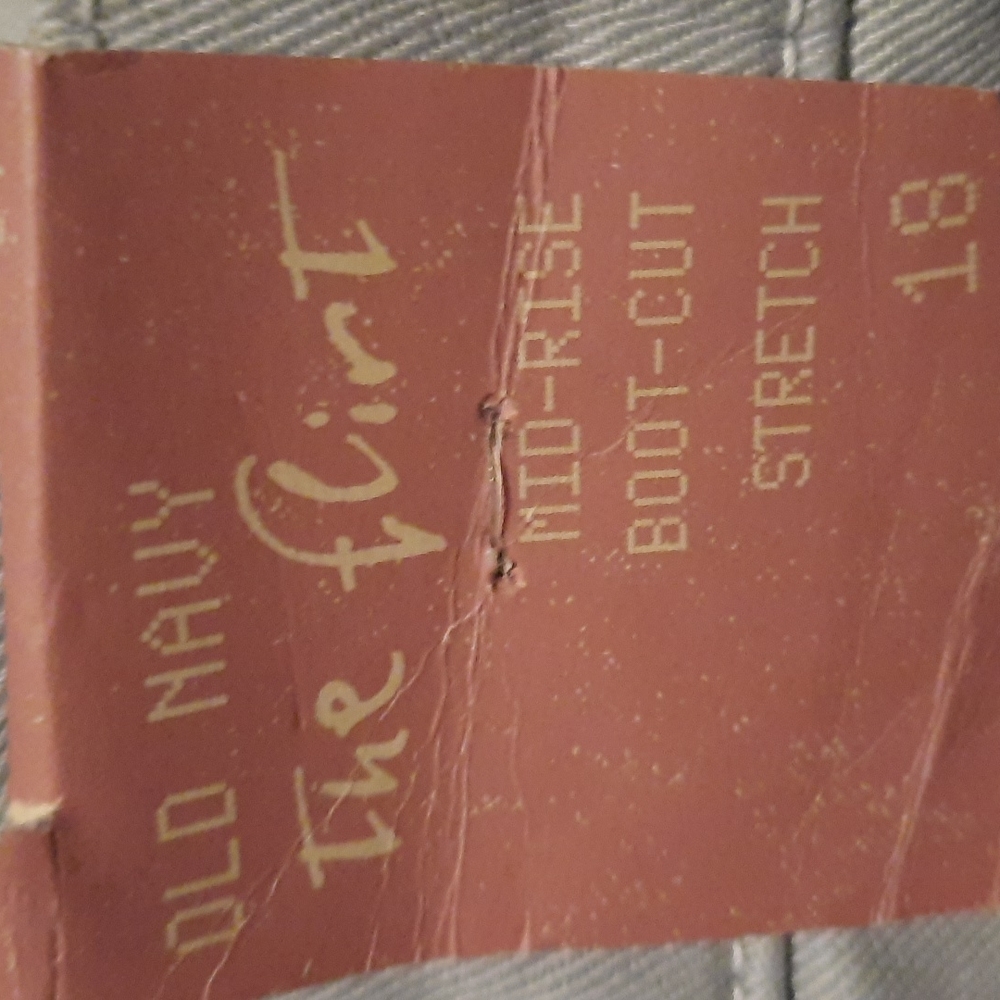 OLD NAVY
The flirt
MID-RISE
BOOT-CUT
STRETCH
18